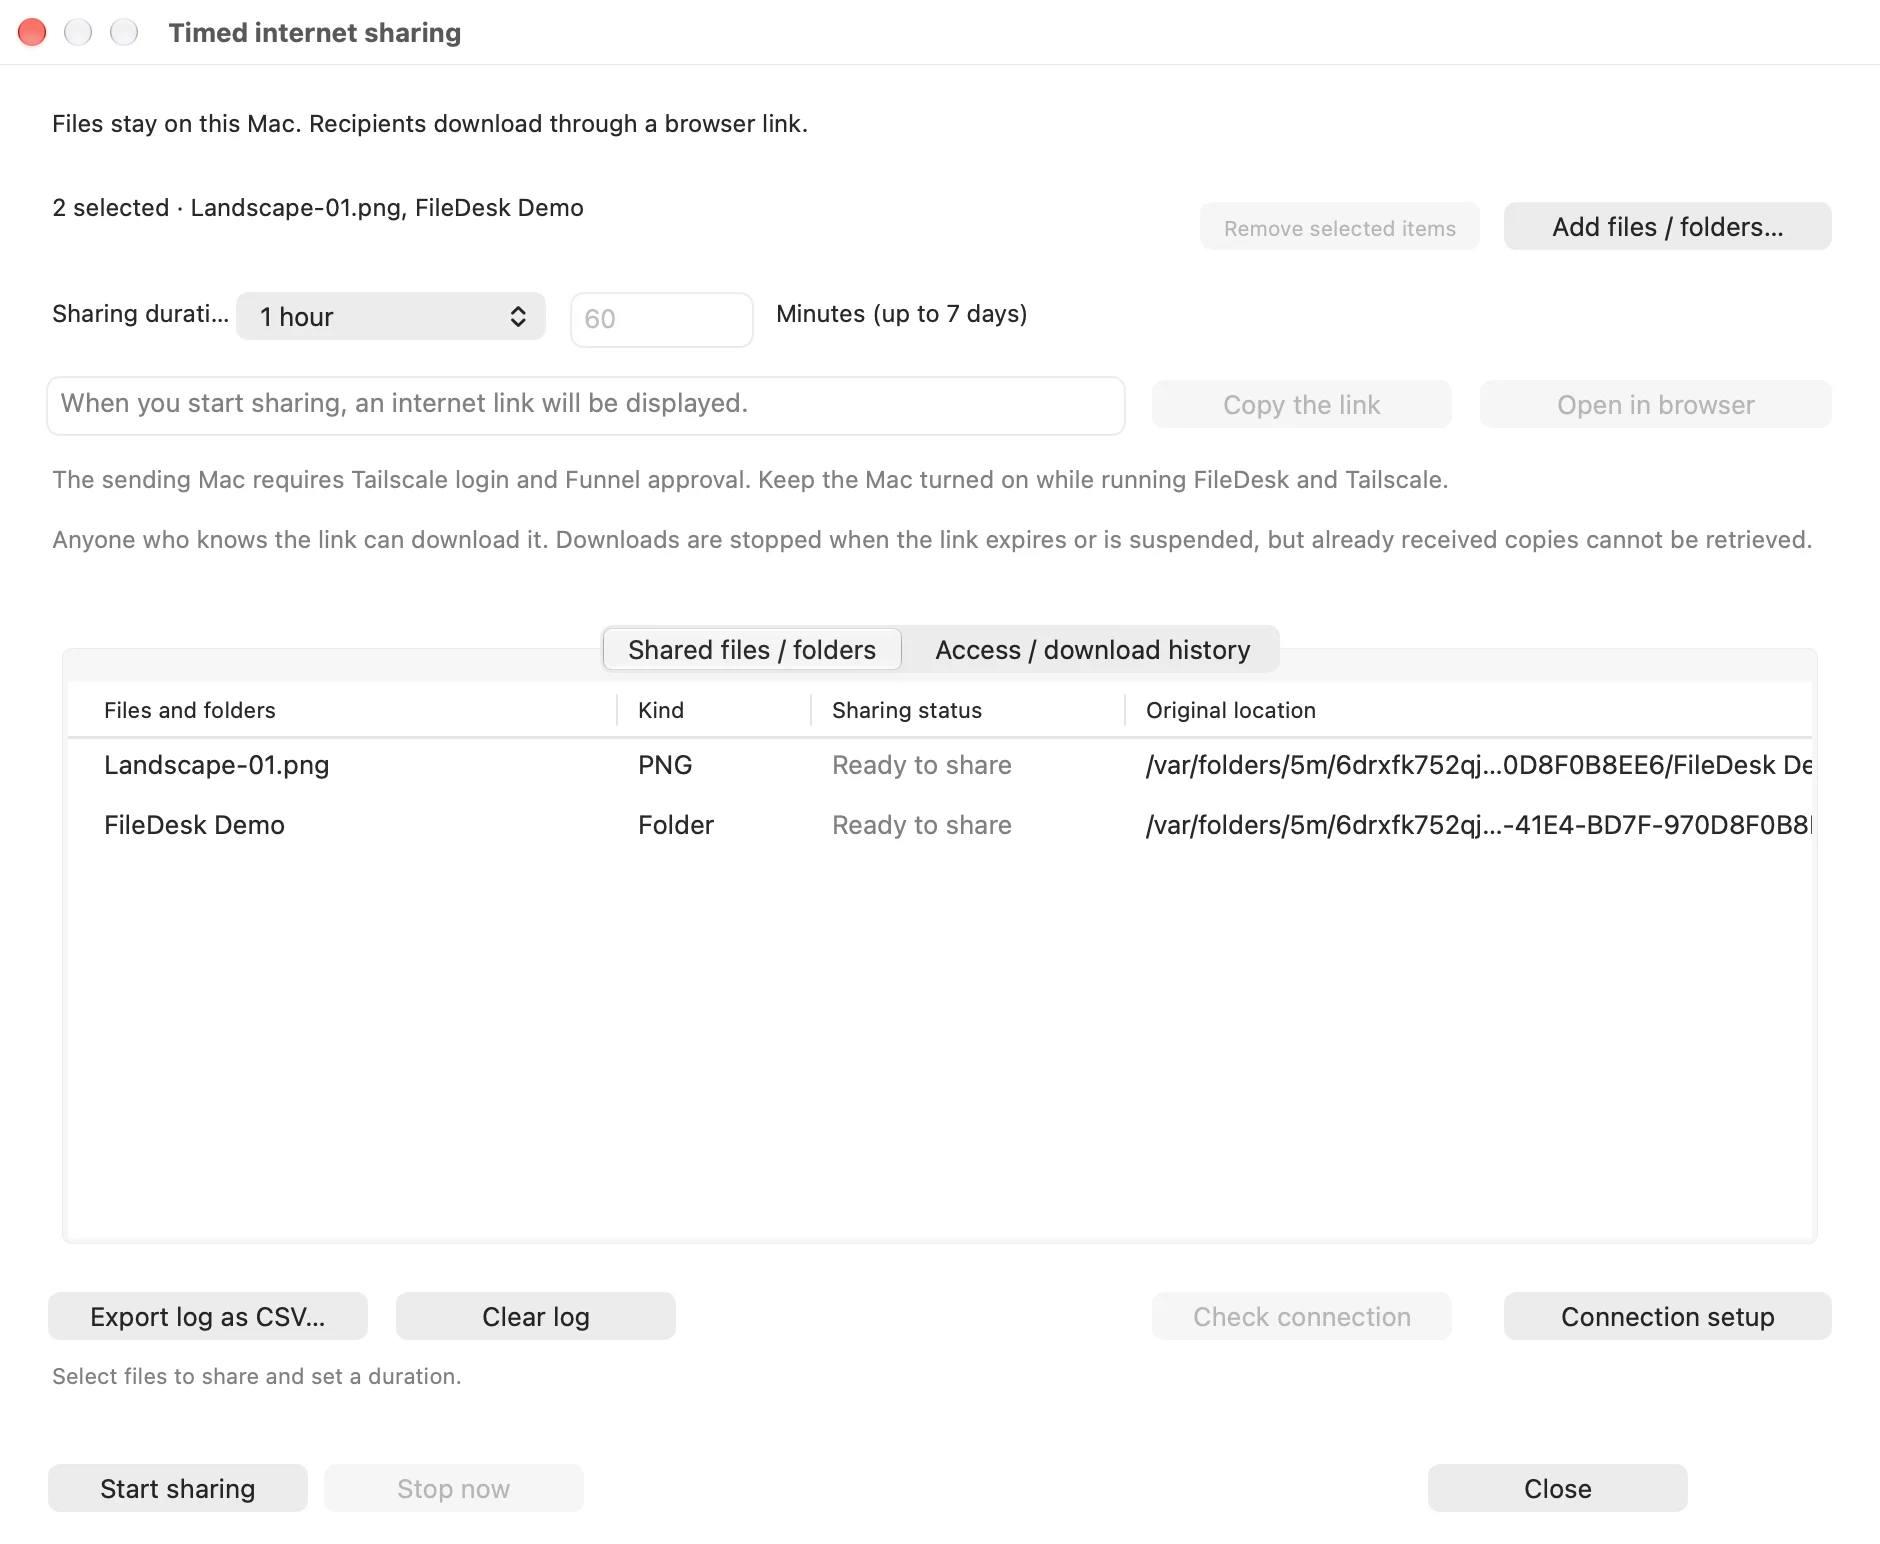 Timed internet sharing
Files stay on this Mac. Recipients download through a browser link.
2 selected · Landscape-01.png, FileDesk Demo
Remove selected items
Add files / folders...
Sharing durati...
1 hour
60
Minutes (up to 7 days)
When you start sharing, an internet link will be displayed.
Copy the link
Open in browser
The sending Mac requires Tailscale login and Funnel approval. Keep the Mac turned on while running FileDesk and Tailscale.
Anyone who knows the link can download it. Downloads are stopped when the link expires or is suspended, but already received copies cannot be retrieved.
Shared files / folders
Access / download history
Files and folders
Kind
Sharing status
Original location
Landscape-01.png
PNG
Ready to share
/var/folders/5m/6drxfk752qj...0D8F0B8EE6/FileDesk De
FileDesk Demo
Folder
Ready to share
/var/folders/5m/6drxfk752qj...-41E4-BD7F-970D8F0B8
Export log as CSV...
Clear log
Check connection
Connection setup
Select files to share and set a duration.
Start sharing
Stop now
Close